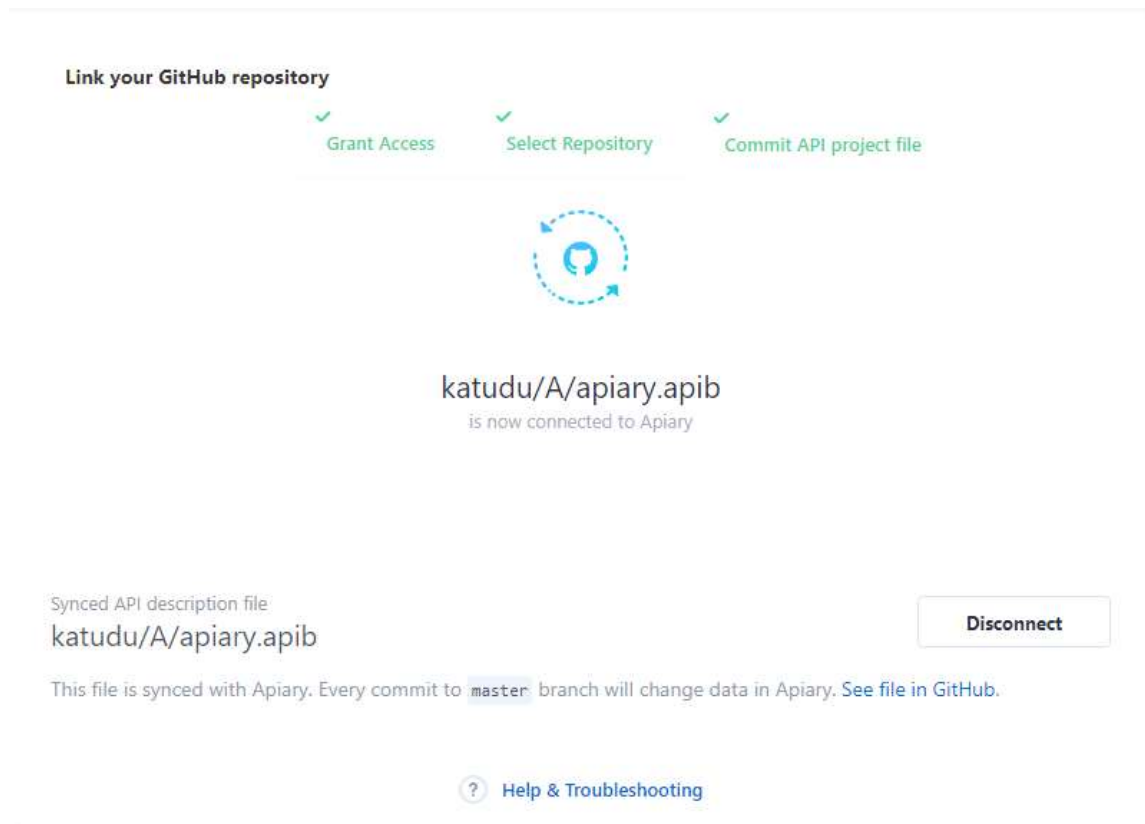 Link your GitHub repository
Grant Access
Select Repository
Commit API project file
katudu/A/apiary.apib
is now connected to Apiary
Synced API description file
katudu/A/apiary.apib
Disconnect
This file is synced with Apiary. Every commit to master branch will change data in Apiary. See file in GitHub.
? Help & Troubleshooting